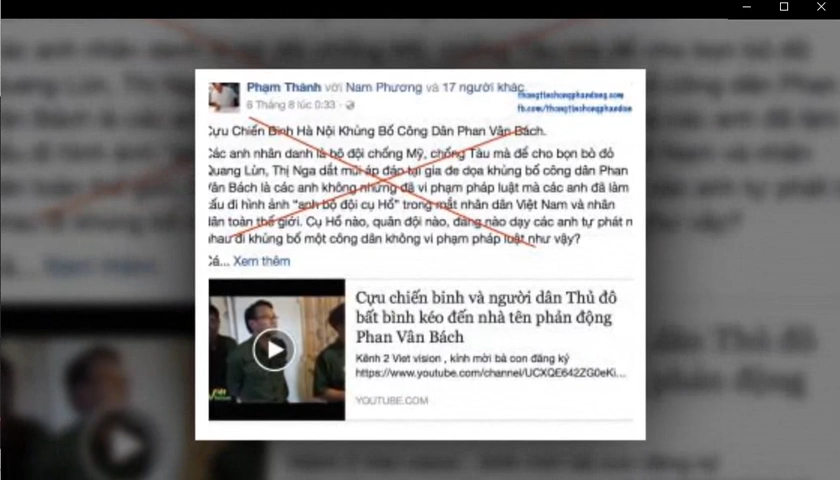 Phạm Thành với Nam Phương và 17 người khác.
6 Tháng 8 lúc 0:33
thongtinchongphandong.com
fb.com/thongtinchongphandon
Cựu Chiến Binh Hà Nội Khủng Bố Công Dân Phan Vân Bách.
Các anh nhân danh là bộ đội chống Mỹ, chống Tàu mà để cho bọn bò đỏ
Quang Lùn, Thị Nga dắt mũi áp đảo tại gia đe dọa khủng bố công dân Phan
Vân Bách là các anh không những đã vi phạm pháp luật mà các anh đã làm
xấu đi hình ảnh "anh bộ đội cụ Hồ" trong mắt nhân dân Việt Nam và nhân
dân toàn thế giới. Cụ Hồ nào, quân đội nào, đảng nào dạy các anh tự phát n
nhau đi khủng bố một công dân không vi phạm pháp luật như vậy?
Cá... Xem thêm
Cựu chiến binh và người dân Thủ đô
bất bình kéo đến nhà tên phản động
Phan Vân Bách
Kênh 2 Viet vision , kính mời bà con đăng ký
https://www.youtube.com/channel/UCXQE642ZG0eKi...
YOUTUBE.COM